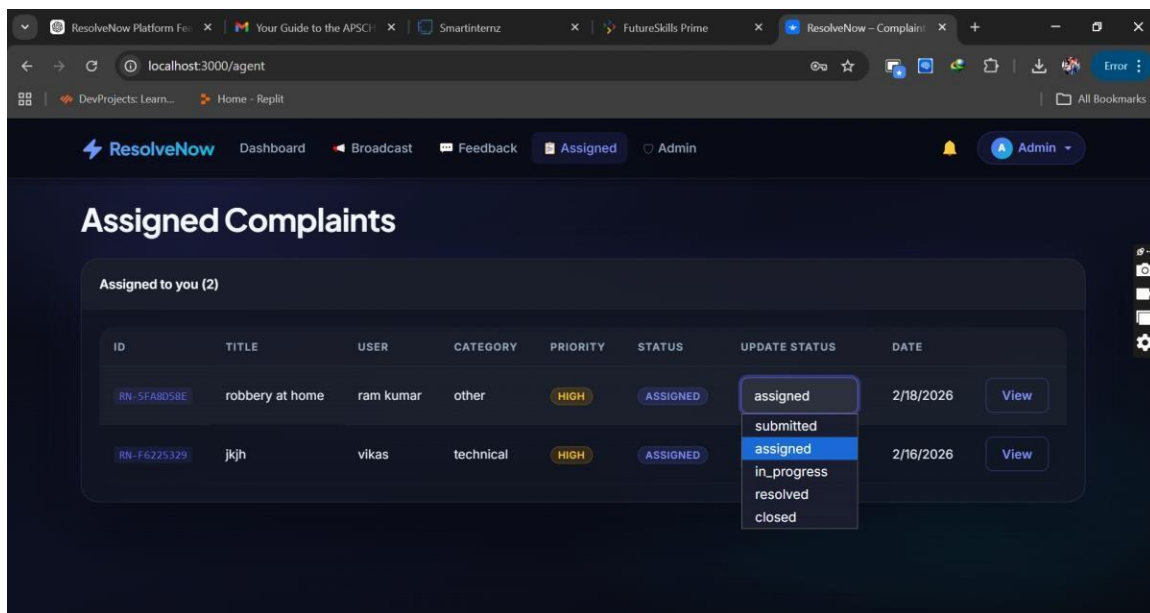 ResolveNow Platform Fea
Your Guide to the APSCH
Smartinternz
FutureSkills Prime
ResolveNow – Complaint
localhost:3000/agent
Error
DevProjects: Learn...
Home - Replit
All Bookmarks
ResolveNow
Dashboard
Broadcast
Feedback
Assigned
Admin
A
Admin
Assigned Complaints
Assigned to you (2)
ID TITLE USER CATEGORY PRIORITY STATUS UPDATE STATUS DATE
RN-5FA8D58E robbery at home ram kumar other HIGH ASSIGNED assigned 2/18/2026 View
submitted
assigned
in_progress
resolved
closed
RN-F6225329 jkjh vikas technical HIGH ASSIGNED 2/16/2026 View